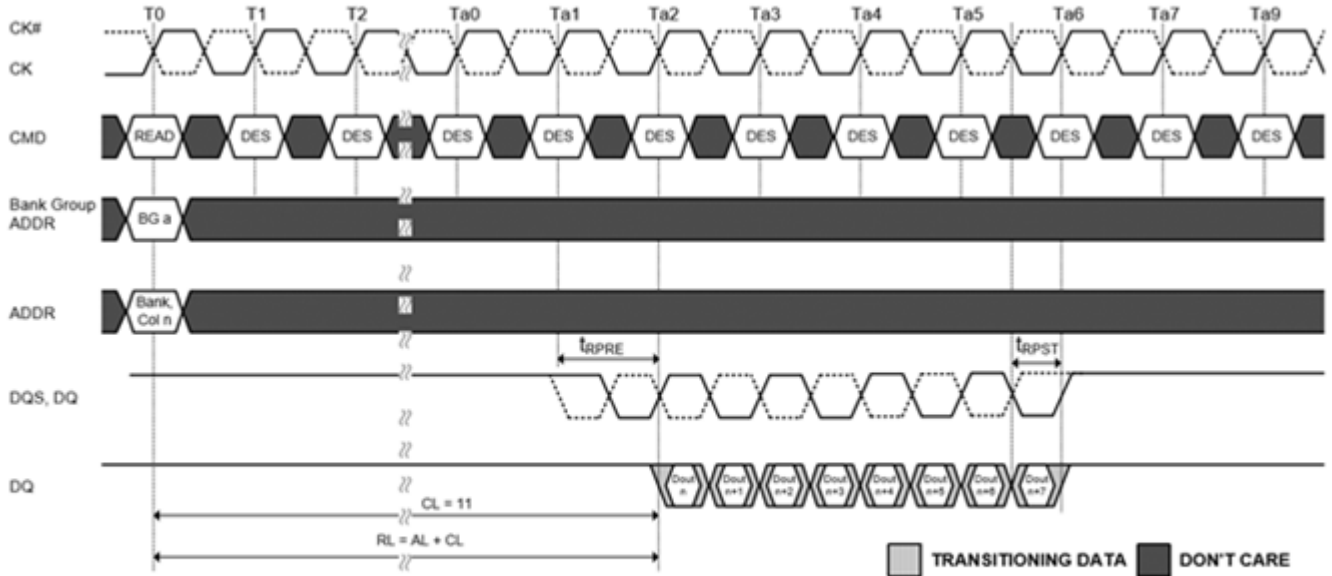 T0 T1 T2 Ta0 Ta1 Ta2 Ta3 Ta4 Ta5 Ta6 Ta7 Ta9
CK#
CK
CMD READ DES DES DES DES DES DES DES DES DES DES DES
Bank Group
ADDR BG a
ADDR Bank,
Col n
tRPRE tRPST
DQS, DQ
DQ Dout n Dout n+1 Dout n+2 Dout n+3 Dout n+4 Dout n+5 Dout n+6 Dout n+7
CL = 11
RL = AL + CL
TRANSITIONING DATA DON'T CARE